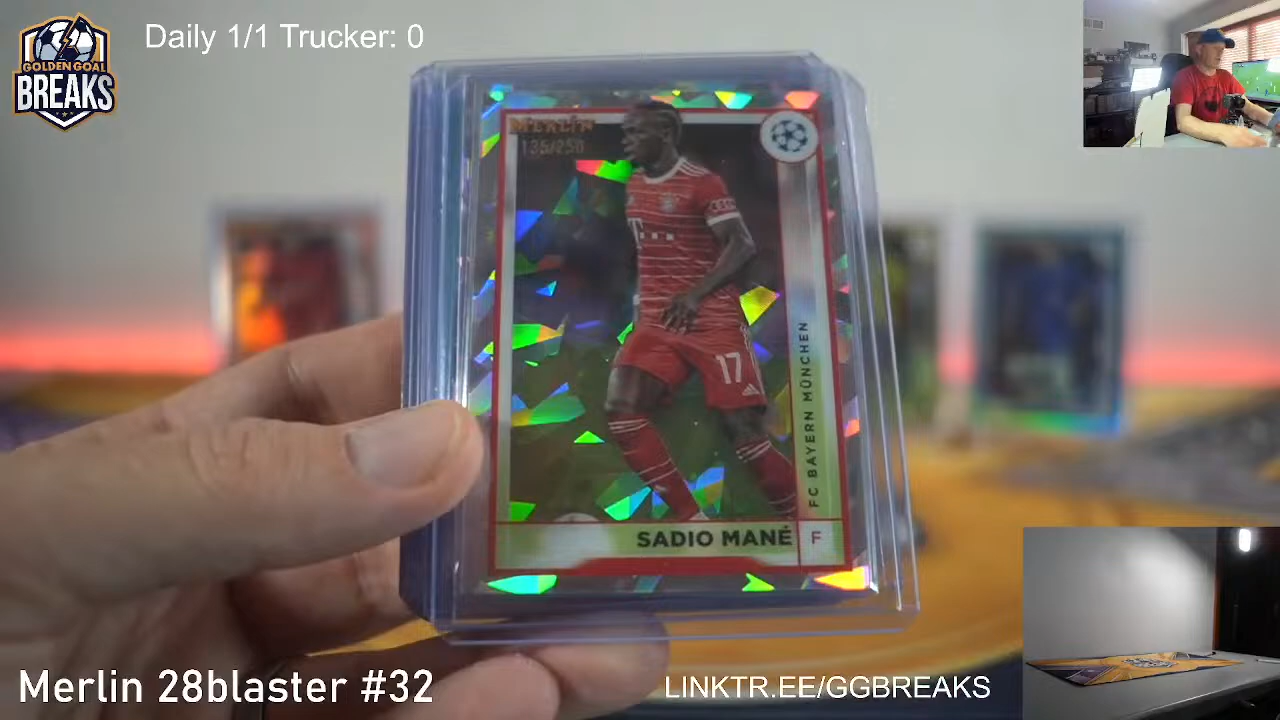 Daily 1/1 Trucker: 0
GOLDEN GOAL
BREAKS
MERLIN
135/250
17
FC BAYERN MÜNCHEN
SADIO MANÉ
F
Merlin 28blaster #32
LINKTR.EE/GGBREAKS